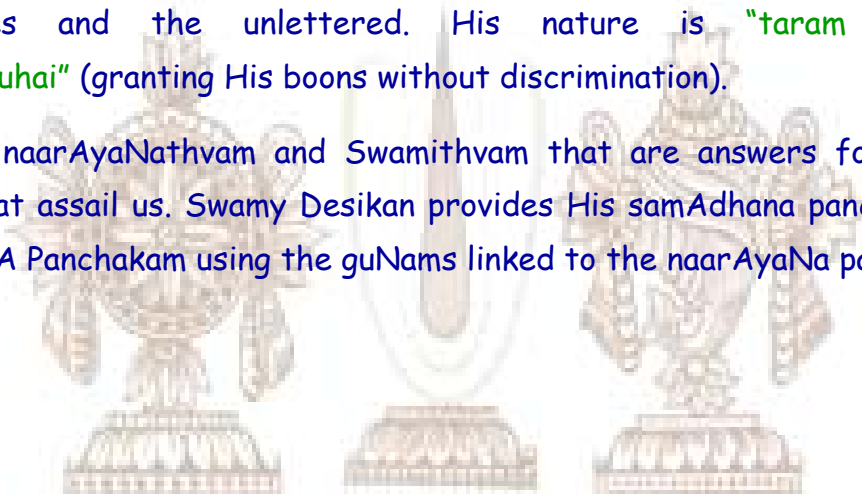 s and the unlettered. His nature is “taram
uhai” (granting His boons without discrimination).
naarAyaNathvam and Swamithvam that are answers fo
at assail us. Swamy Desikan provides His samAdhana pan
A Panchakam using the guNams linked to the naarAyaNa p